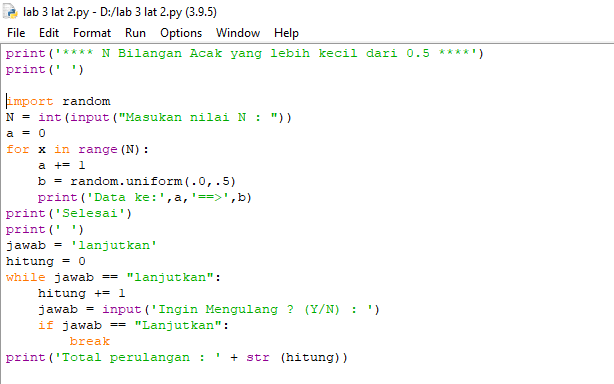 lab 3 lat 2.py - D:/lab 3 lat 2.py (3.9.5)
File Edit Format Run Options Window Help
print('**** N Bilangan Acak yang lebih kecil dari 0.5 ****')
print(' ')
import random
N = int(input("Masukan nilai N : "))
a = 0
for x in range(N):
    a += 1
    b = random.uniform(.0,.5)
    print('Data ke:',a,'==>',b)
print('Selesai')
print(' ')
jawab = 'lanjutkan'
hitung = 0
while jawab == "lanjutkan":
    hitung += 1
    jawab = input('Ingin Mengulang ? (Y/N) : ')
    if jawab == "Lanjutkan":
        break
print('Total perulangan : ' + str (hitung))